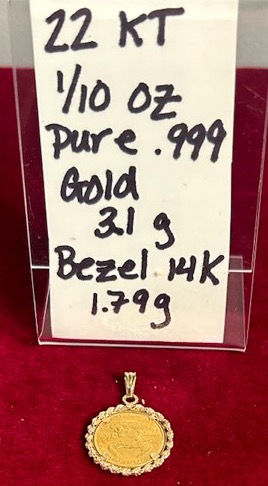 22 KT
1/10 OZ
pure .999
Gold
3.1 g
Bezel 14K
1.79g